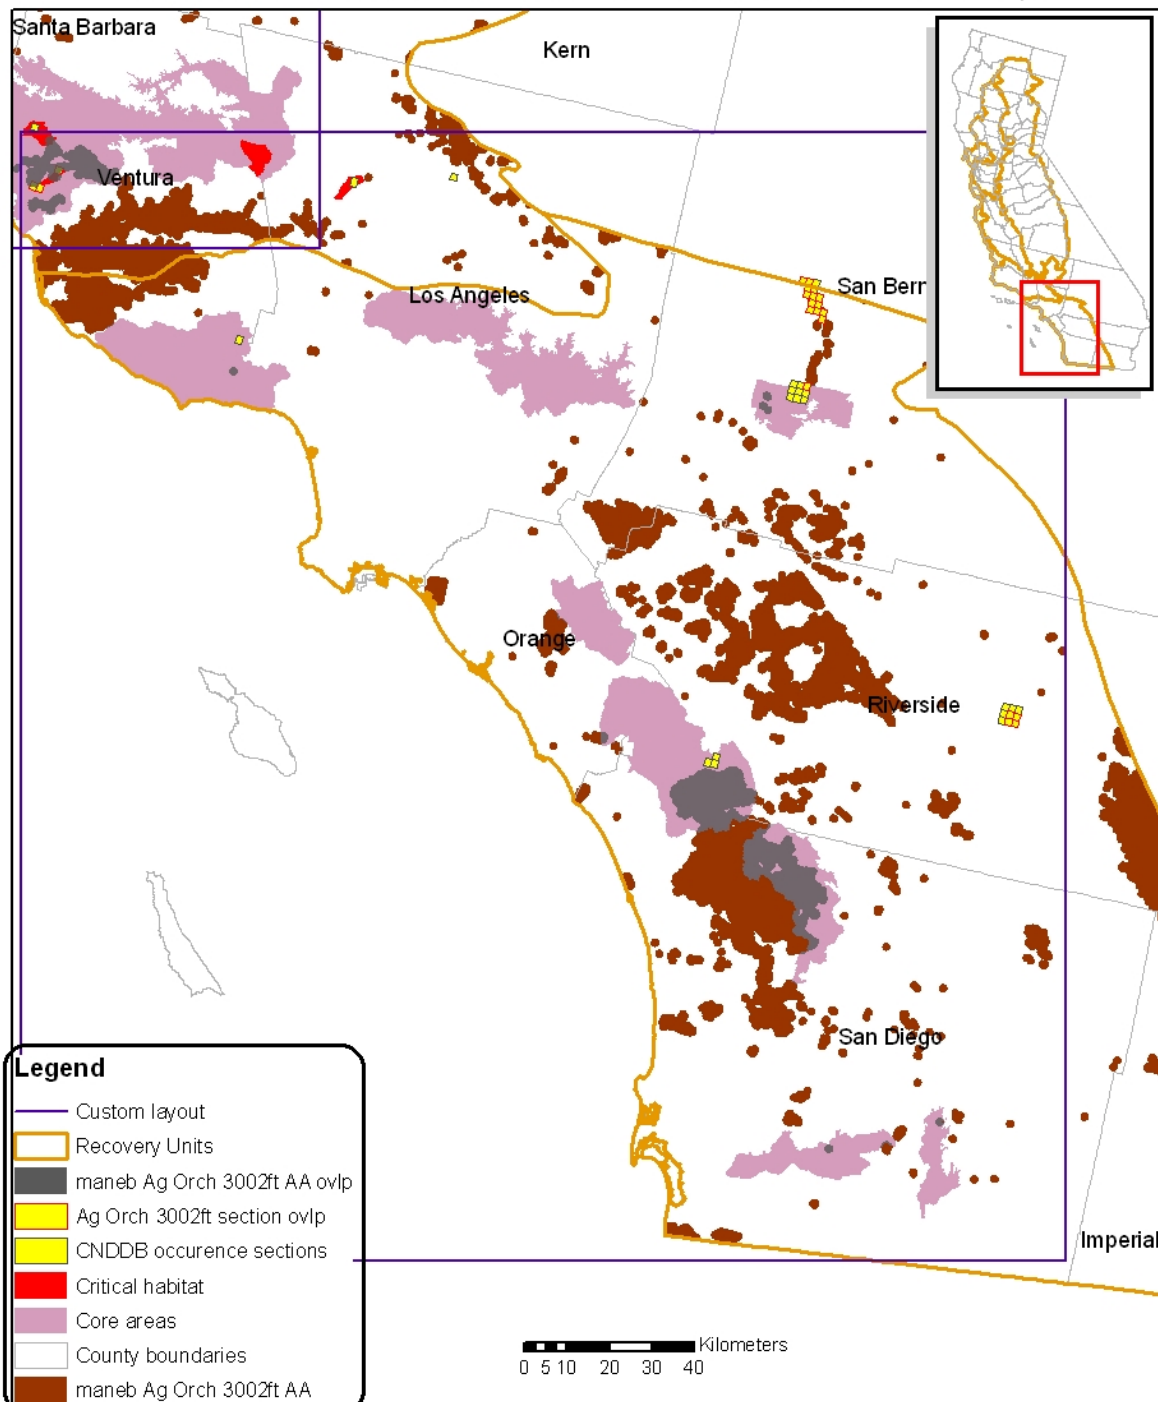 Santa Barbara
Kern
Ventura
Los Angeles
San Bern
Orange
Riverside
San Diego
Imperial
Legend
Custom layout
Recovery Units
maneb Ag Orch 3002ft AA ovlp
Ag Orch 3002ft section ovlp
CNDDB occurence sections
Critical habitat
Core areas
County boundaries
maneb Ag Orch 3002ft AA
Kilometers
0 5 10 20 30 40